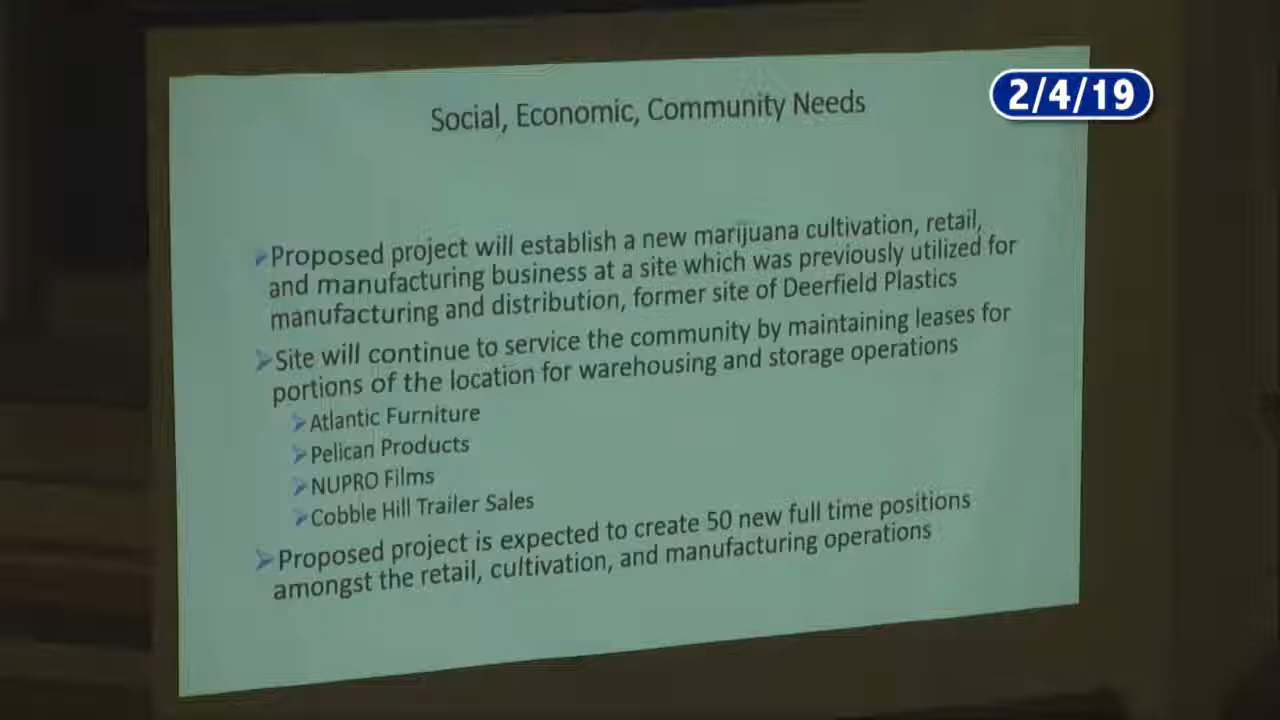 Social, Economic, Community Needs
2/4/19
Proposed project will establish a new marijuana cultivation, retail,
and manufacturing business at a site which was previously utilized for
manufacturing and distribution, former site of Deerfield Plastics
Site will continue to service the community by maintaining leases for
portions of the location for warehousing and storage operations
Atlantic Furniture
Pelican Products
NUPRO Films
Cobble Hill Trailer Sales
Proposed project is expected to create 50 new full time positions
amongst the retail, cultivation, and manufacturing operations